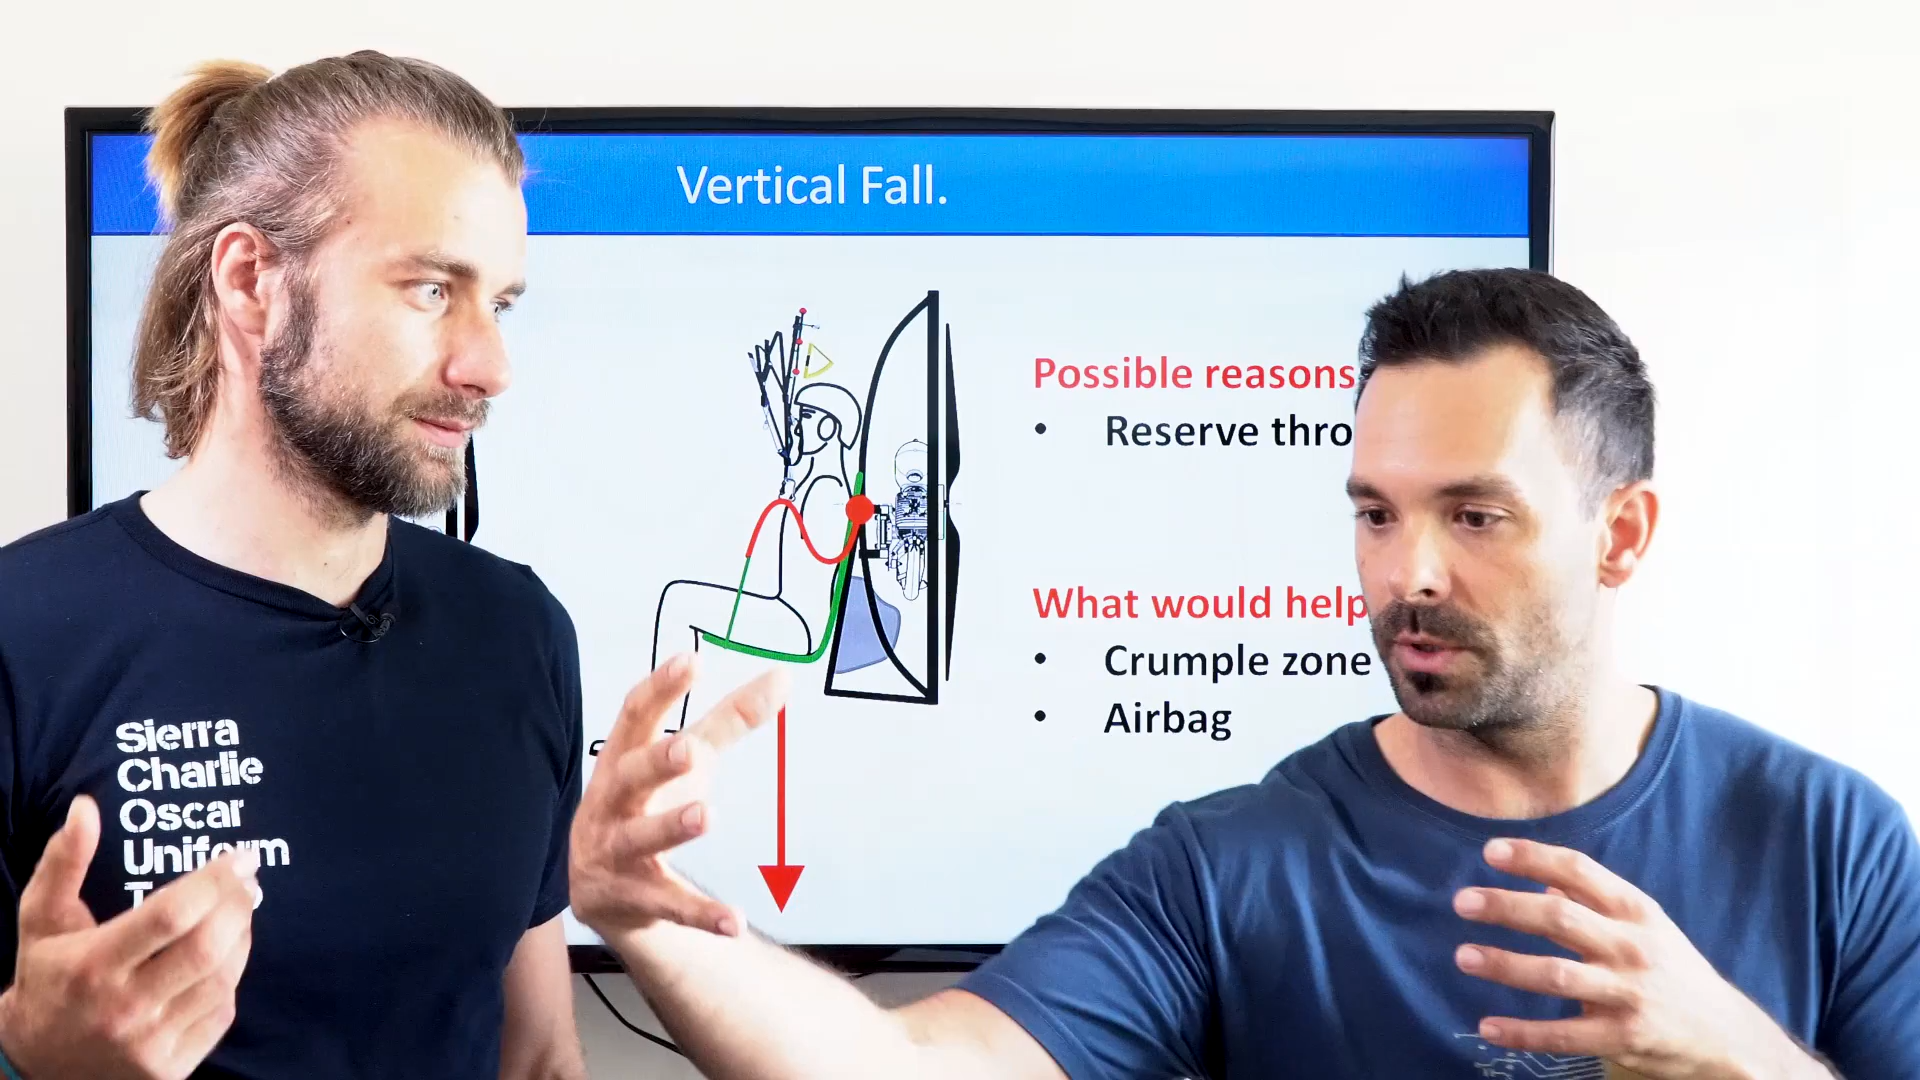 Vertical Fall.
Possible reasons
• Reserve thro
What would help
• Crumple zone
• Airbag
Sierra
Charlie
Oscar
Uniform